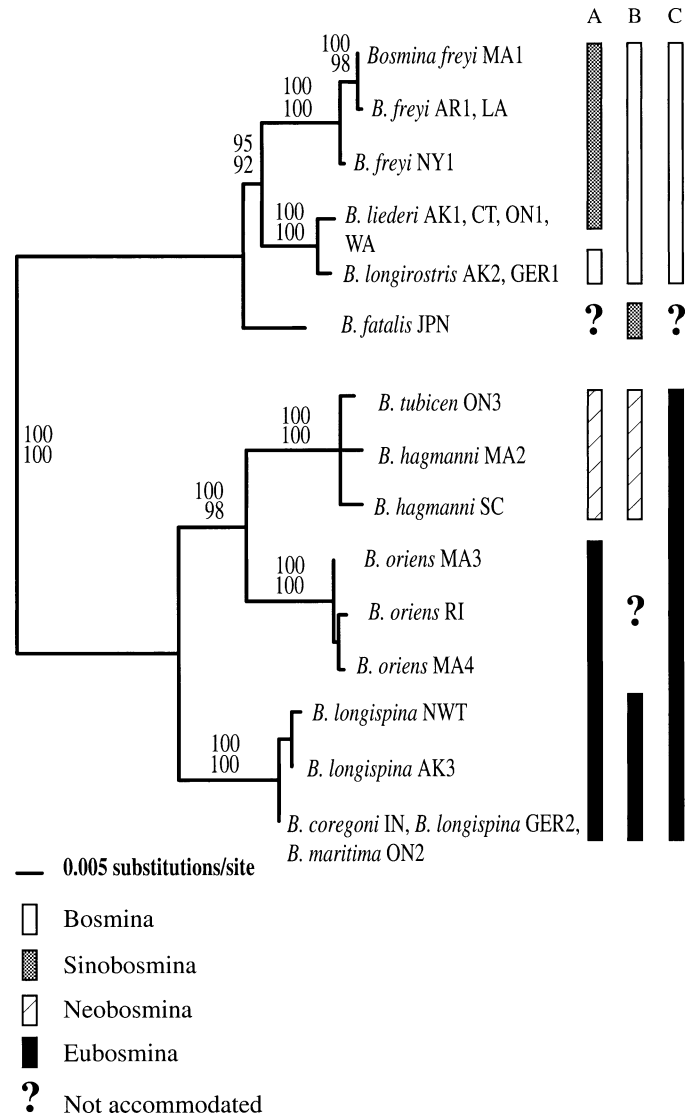 A B C
100
98
Bosmina freyi MA1
100
100
B. freyi AR1, LA
95
92
B. freyi NY1
100
100
B. liederi AK1, CT, ON1,
WA
B. longirostris AK2, GER1
B. fatalis JPN
? ?
B. tubicen ON3
100
100
B. hagmanni MA2
100
100
B. hagmanni SC
100
98
B. oriens MA3
100
100
B. oriens RI
?
B. oriens MA4
B. longispina NWT
100
100
B. longispina AK3
B. coregoni IN, B. longispina GER2,
B. maritima ON2
0.005 substitutions/site
Bosmina
Sinobosmina
Neobosmina
Eubosmina
? Not accommodated